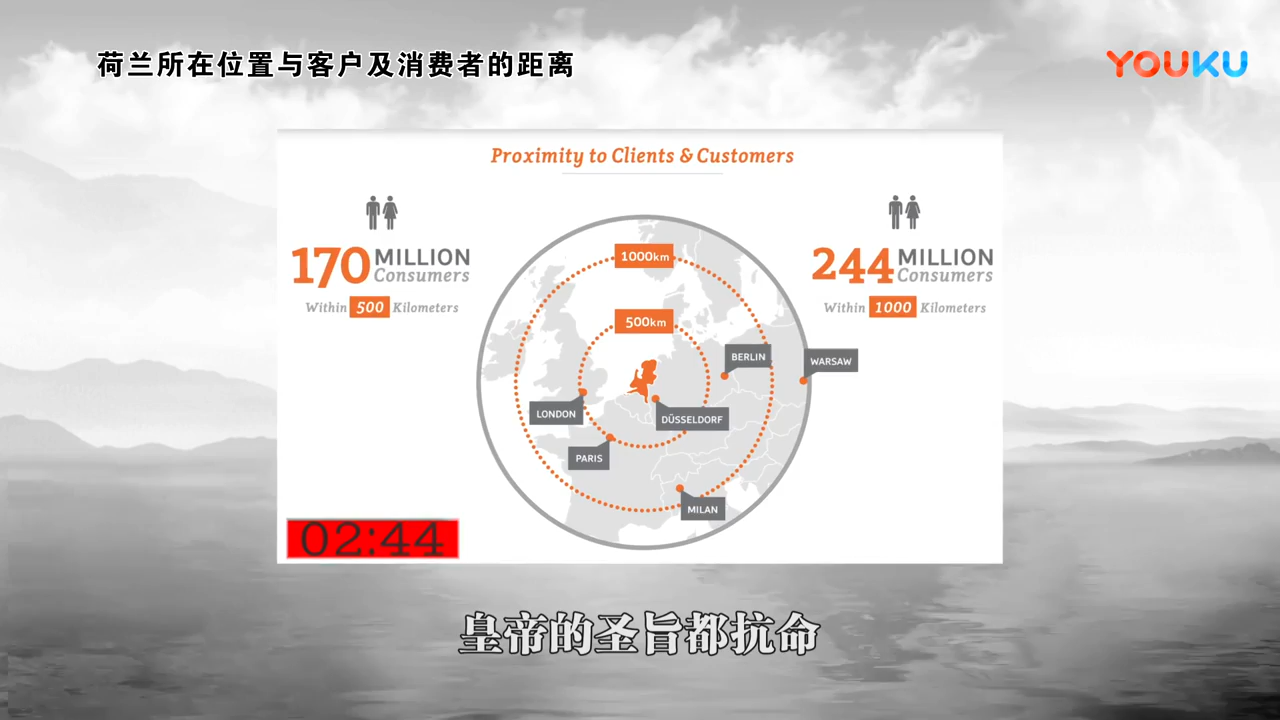 荷兰所在位置与客户及消费者的距离
YOUKU
Proximity to Clients & Customers
170 MILLION Consumers
Within 500 Kilometers
244 MILLION Consumers
Within 1000 Kilometers
1000km
500km
BERLIN
WARSAW
LONDON
DÜSSELDORF
PARIS
MILAN
02:44
皇帝的圣旨都抗命